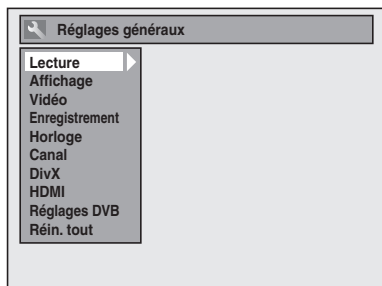 Réglages généraux
Lecture
Affichage
Vidéo
Enregistrement
Horloge
Canal
DivX
HDMI
Réglages DVB
Réin. tout